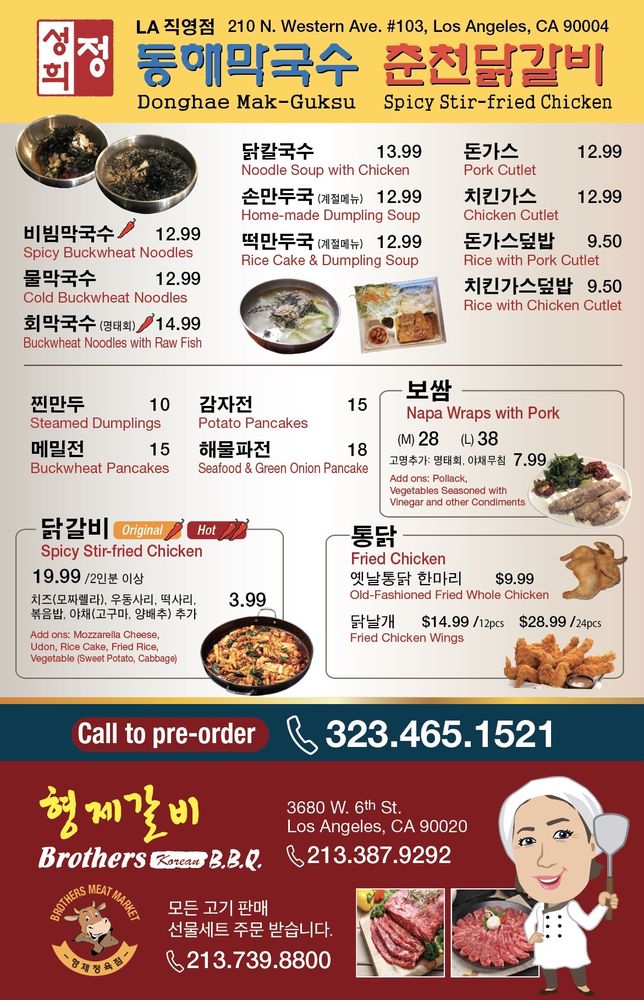 성희
정
LA 직영점 210 N. Western Ave. #103, Los Angeles, CA 90004
동해막국수 춘천닭갈비
Donghae Mak-Guksu Spicy Stir-fried Chicken
비빔막국수 12.99
Spicy Buckwheat Noodles
물막국수 12.99
Cold Buckwheat Noodles
회막국수 (명태회) 14.99
Buckwheat Noodles with Raw Fish
닭칼국수 13.99
Noodle Soup with Chicken
손만두국 (계절메뉴) 12.99
Home-made Dumpling Soup
떡만두국 (계절메뉴) 12.99
Rice Cake & Dumpling Soup
돈가스 12.99
Pork Cutlet
치킨가스 12.99
Chicken Cutlet
돈가스덮밥 9.50
Rice with Pork Cutlet
치킨가스덮밥 9.50
Rice with Chicken Cutlet
찐만두 10
Steamed Dumplings
메밀전 15
Buckwheat Pancakes
감자전 15
Potato Pancakes
해물파전 18
Seafood & Green Onion Pancake
보쌈
Napa Wraps with Pork
(M) 28 (L) 38
고명추가: 명태회, 야채무침 7.99
Add ons: Pollack,
Vegetables Seasoned with
Vinegar and other Condiments
닭갈비 Original Hot
Spicy Stir-fried Chicken
19.99 /2인분 이상
치즈(모짜렐라), 우동사리, 떡사리, 3.99
볶음밥, 야채(고구마, 양배추) 추가
Add ons: Mozzarella Cheese,
Udon, Rice Cake, Fried Rice,
Vegetable (Sweet Potato, Cabbage)
통닭
Fried Chicken
옛날통닭 한마리 $9.99
Old-Fashioned Fried Whole Chicken
닭날개 $14.99 /12pcs $28.99 /24pcs
Fried Chicken Wings
Call to pre-order 323.465.1521
형제갈비
Brothers Korean B.B.Q.
3680 W. 6th St.
Los Angeles, CA 90020
213.387.9292
BROTHERS MEAT MARKET
형제정육점
모든 고기 판매
선물세트 주문 받습니다.
213.739.8800